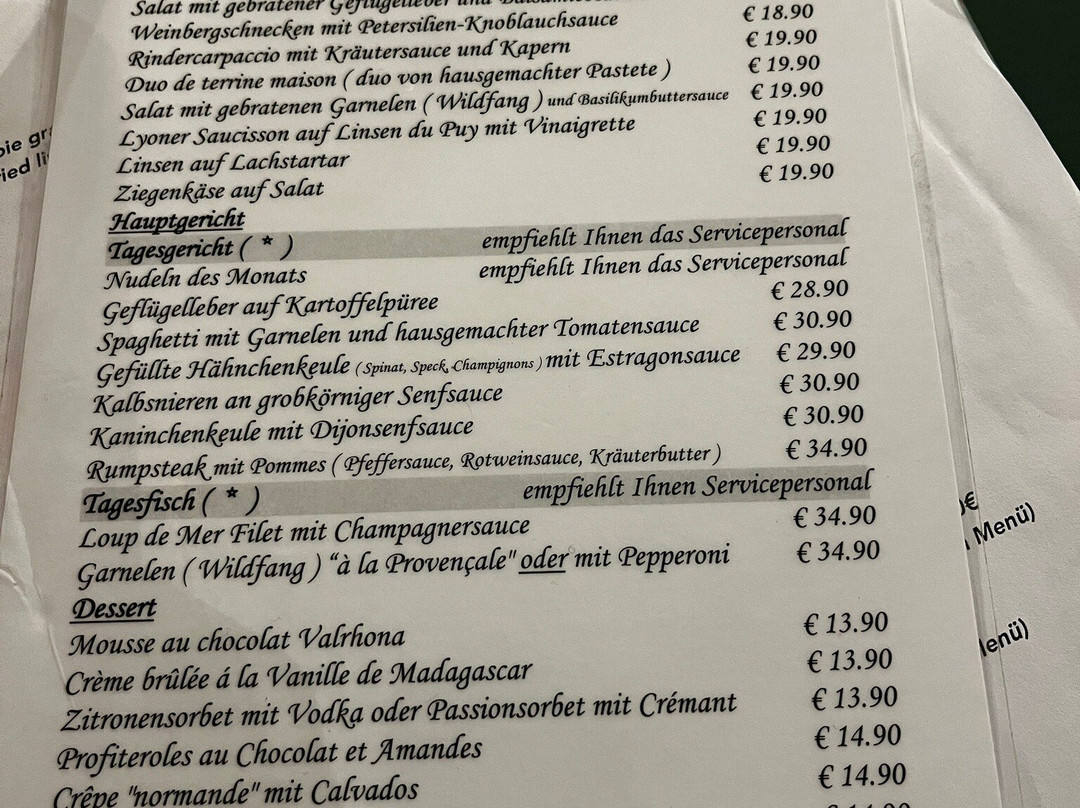 Salat mit gebratener Geflügelleber und
Weinbergschnecken mit Petersilien-Knoblauchsauce € 18.90
Rindercarpaccio mit Kräutersauce und Kapern € 19.90
Duo de terrine maison ( duo von hausgemachter Pastete ) € 19.90
Salat mit gebratenen Garnelen ( Wildfang ) und Basilikumbuttersauce € 19.90
Lyoner Saucisson auf Linsen du Puy mit Vinaigrette € 19.90
Linsen auf Lachstartar € 19.90
Ziegenkäse auf Salat € 19.90
Hauptgericht
Tagesgericht ( * ) empfiehlt Ihnen das Servicepersonal
Nudeln des Monats empfiehlt Ihnen das Servicepersonal
Geflügelleber auf Kartoffelpüree € 28.90
Spaghetti mit Garnelen und hausgemachter Tomatensauce € 30.90
Gefüllte Hähnchenkeule ( Spinat, Speck, Champignons ) mit Estragonsauce € 29.90
Kalbsnieren an grobkörniger Senfsauce € 30.90
Kaninchenkeule mit Dijonsenfsauce € 30.90
Rumpsteak mit Pommes ( Pfeffersauce, Rotweinsauce, Kräuterbutter ) € 34.90
Tagesfisch ( * ) empfiehlt Ihnen Servicepersonal
Loup de Mer Filet mit Champagnersauce € 34.90
Garnelen ( Wildfang ) “à la Provençale" oder mit Pepperoni € 34.90
Dessert
Mousse au chocolat Valrhona € 13.90
Crème brûlée á la Vanille de Madagascar € 13.90
Zitronensorbet mit Vodka oder Passionsorbet mit Crémant € 13.90
Profiteroles au Chocolat et Amandes € 14.90
Crêpe "normande" mit Calvados € 14.90
€
Menü)